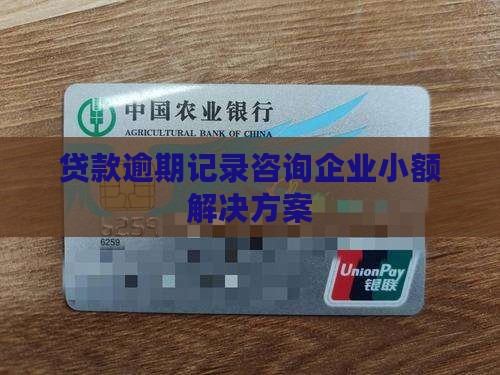 中国农业银行
AGRICULTURAL BANK OF CHINA
贷款逾期记录咨询企业小额
解决方案
6259
6259
UnionPay
银联